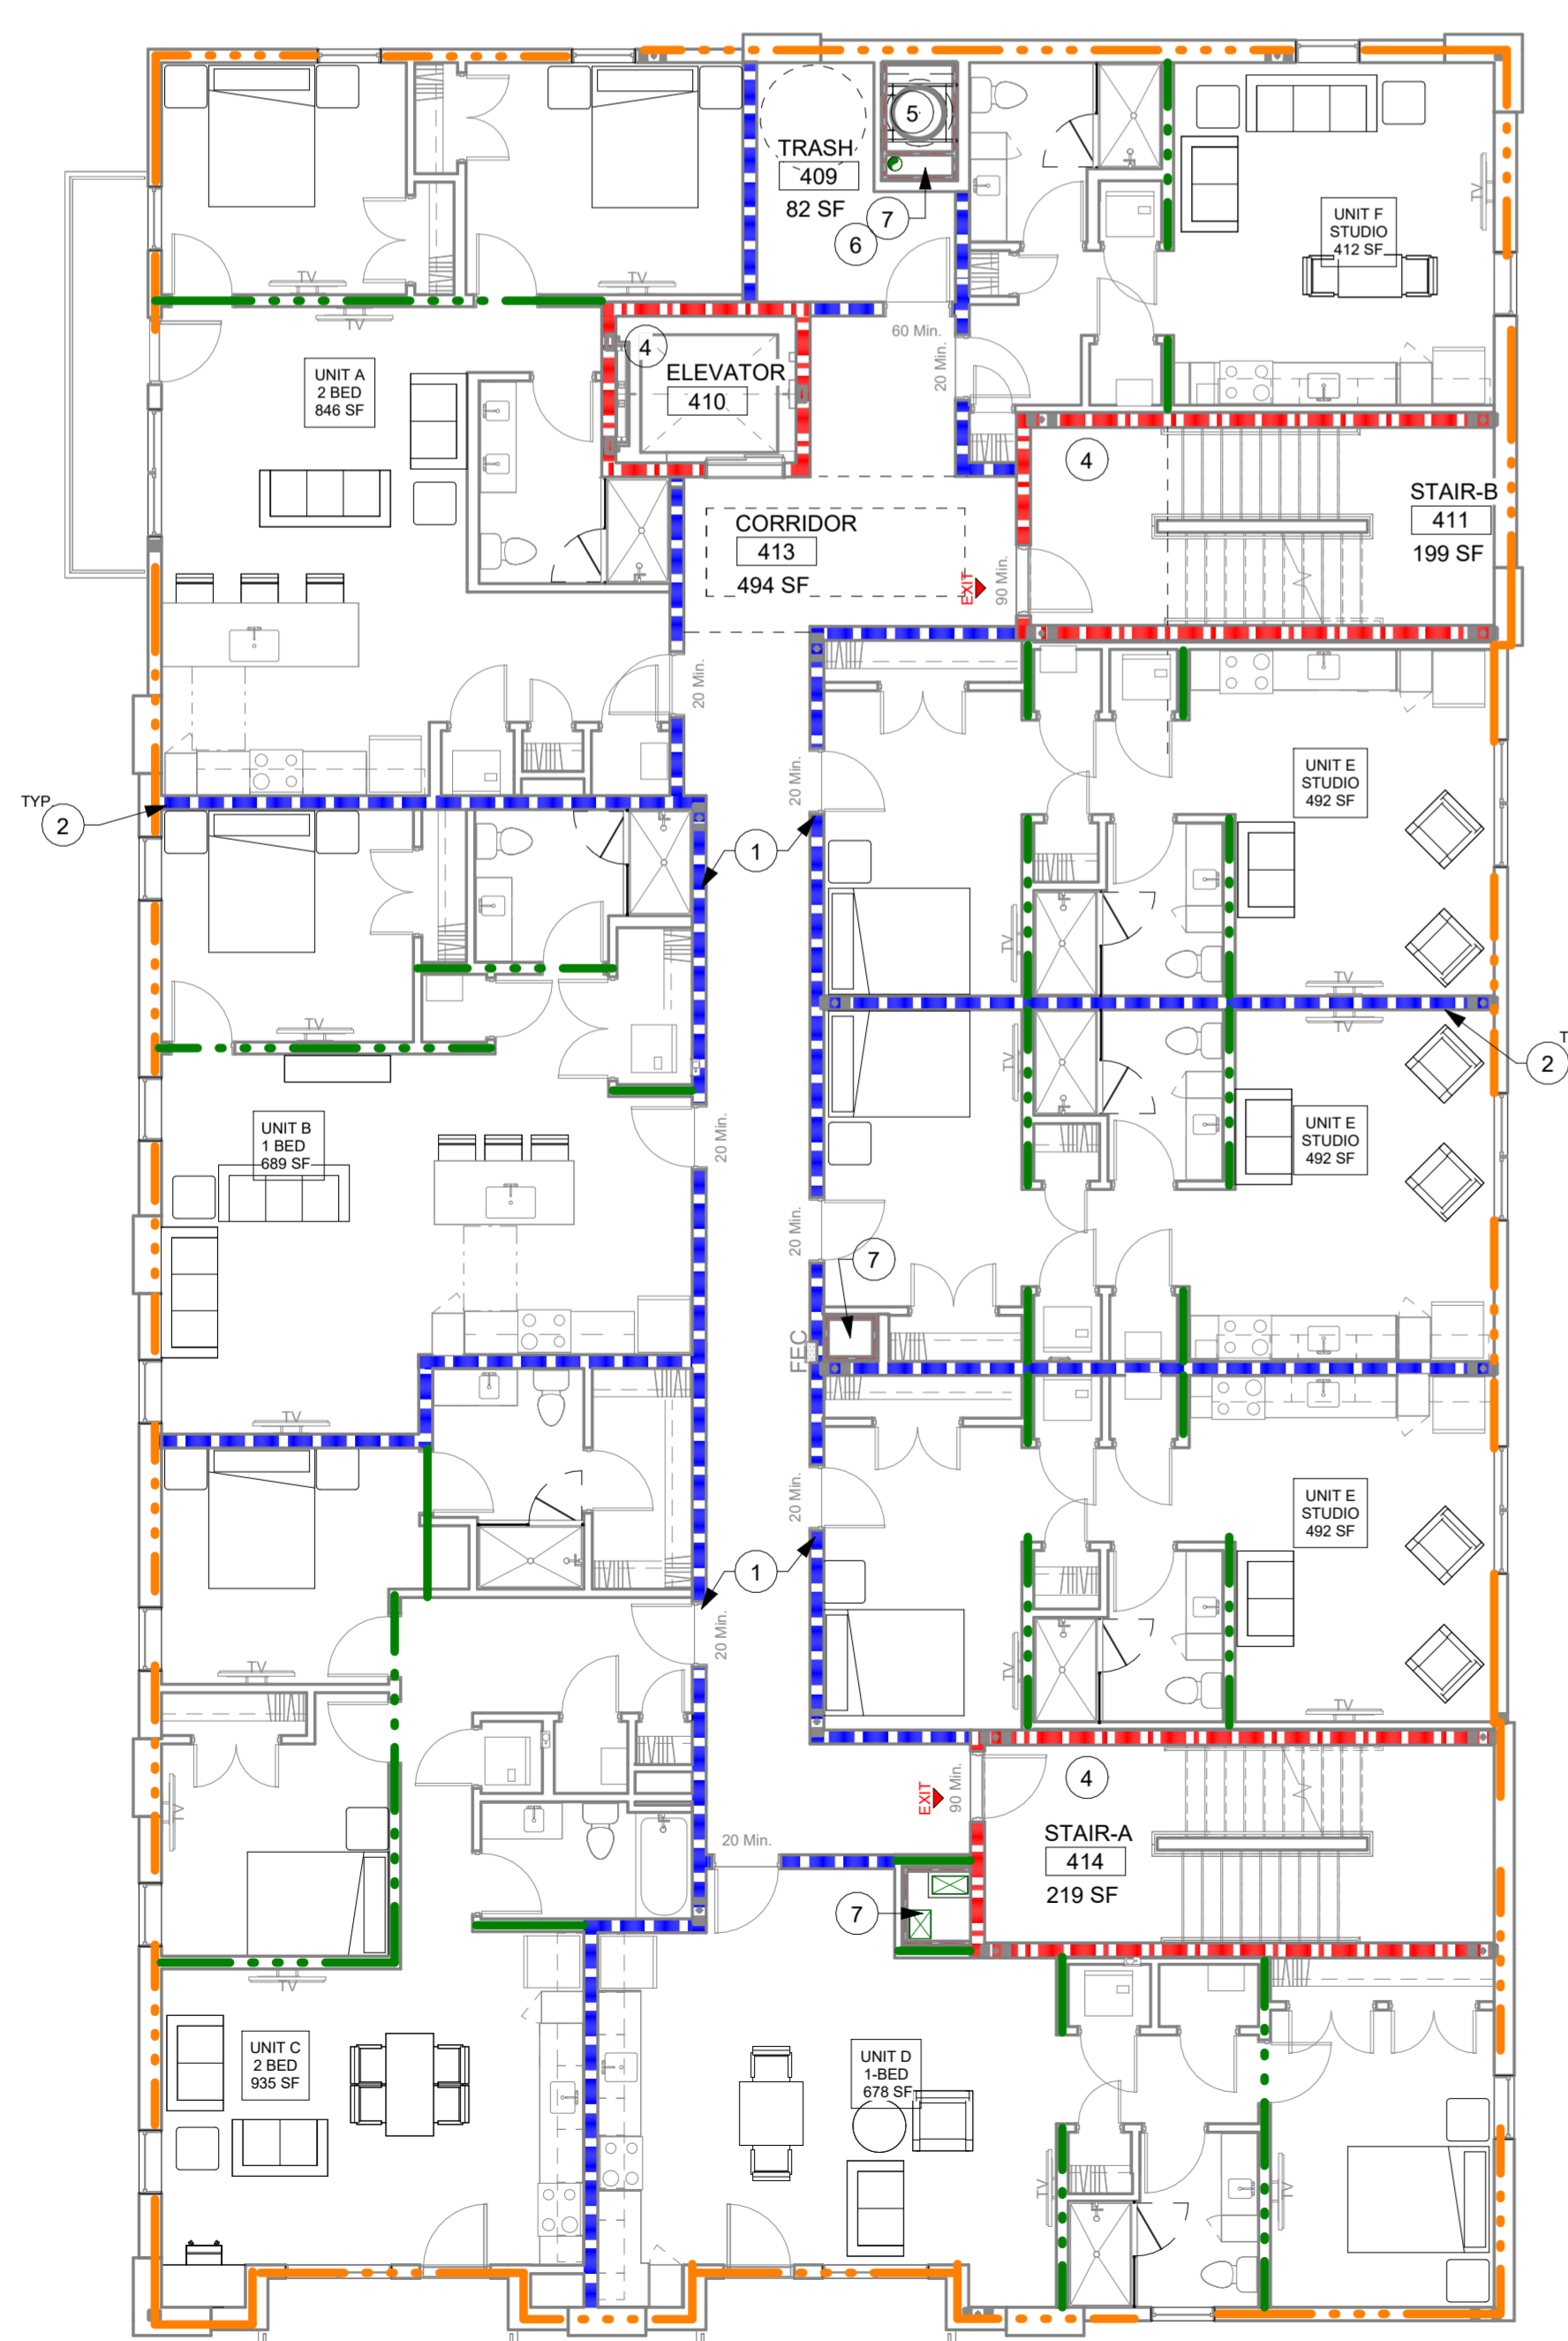 TRASH
409
82 SF
5
7
6
UNIT F
STUDIO
412 SF
TV
TV
TV
TV
60 Min.
20 Min.
4
ELEVATOR
410
UNIT A
2 BED
846 SF
4
STAIR-B
411
199 SF
CORRIDOR
413
494 SF
EXIT
90 Min.
20 Min.
20 Min.
UNIT E
STUDIO
492 SF
TYP.
2
1
TV
TV
TV
TV
TV
2
T
UNIT B
1 BED
689 SF
20 Min.
UNIT E
STUDIO
492 SF
20 Min.
7
FEC
TV
20 Min.
UNIT E
STUDIO
492 SF
1
20 Min.
TV
TV
TV
TV
EXIT
90 Min.
4
STAIR-A
414
219 SF
20 Min.
7
TV
UNIT C
2 BED
935 SF
UNIT D
1-BED
678 SF
TV
TV